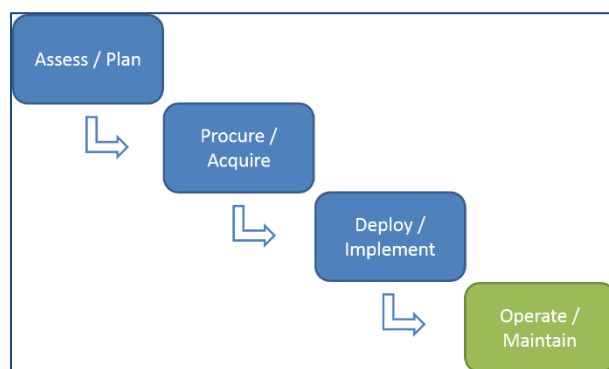 Assess / Plan
Procure /
Acquire
Deploy /
Implement
Operate /
Maintain